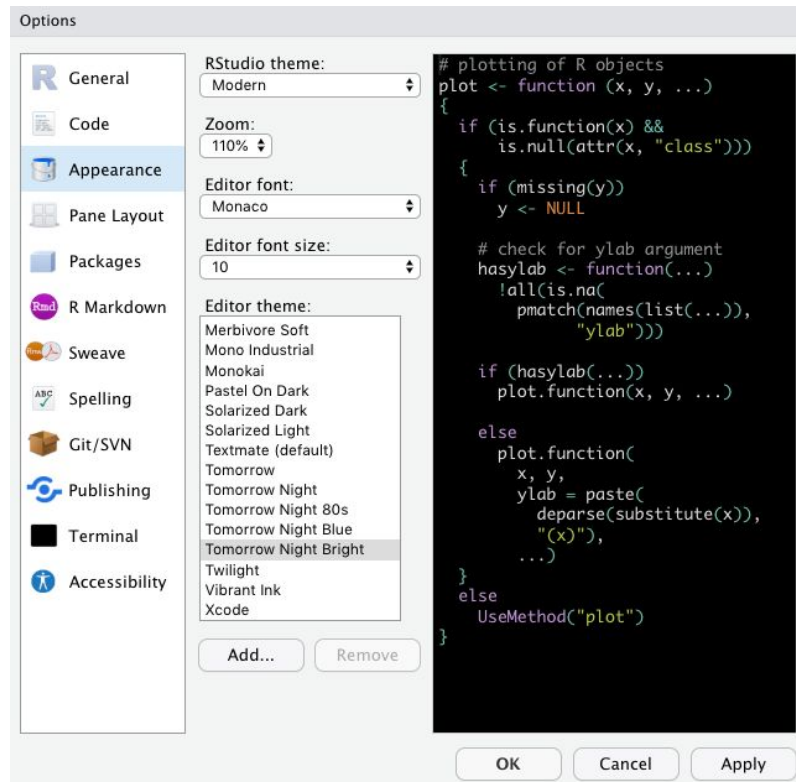 Options
General
Code
Appearance
Pane Layout
Packages
Rmd R Markdown
Sweave
ABC Spelling
Git/SVN
Publishing
Terminal
Accessibility
RStudio theme:
Modern
Zoom:
110%
Editor font:
Monaco
Editor font size:
10
Editor theme:
Merbivore Soft
Mono Industrial
Monokai
Pastel On Dark
Solarized Dark
Solarized Light
Textmate (default)
Tomorrow
Tomorrow Night
Tomorrow Night 80s
Tomorrow Night Blue
Tomorrow Night Bright
Twilight
Vibrant Ink
Xcode
Add...
Remove
# plotting of R objects
plot <- function (x, y, ...)
{
  if (is.function(x) &&
      is.null(attr(x, "class")))
  {
    if (missing(y))
      y <- NULL

    # check for ylab argument
    hasylab <- function(...)
      !all(is.na(
        pmatch(names(list(...)),
              "ylab")))

    if (hasylab(...))
      plot.function(x, y, ...)

    else
      plot.function(
        x, y,
        ylab = paste(
          deparse(substitute(x)),
          "(x)"),
        ...)
  }
  else
    UseMethod("plot")
}
OK
Cancel
Apply